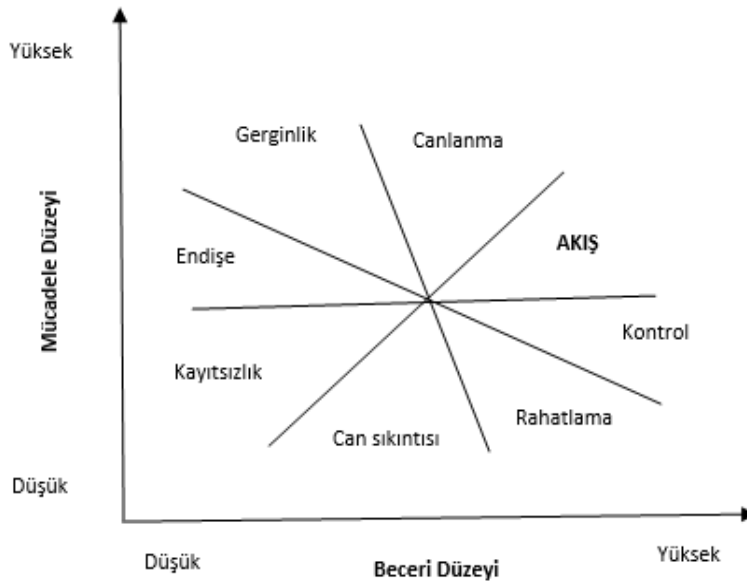 Yüksek
Gerginlik
Canlanma
Mücadele Düzeyi
Endişe
AKIŞ
Kontrol
Kayıtsızlık
Can sıkıntısı
Rahatlama
Düşük
Düşük
Beceri Düzeyi
Yüksek